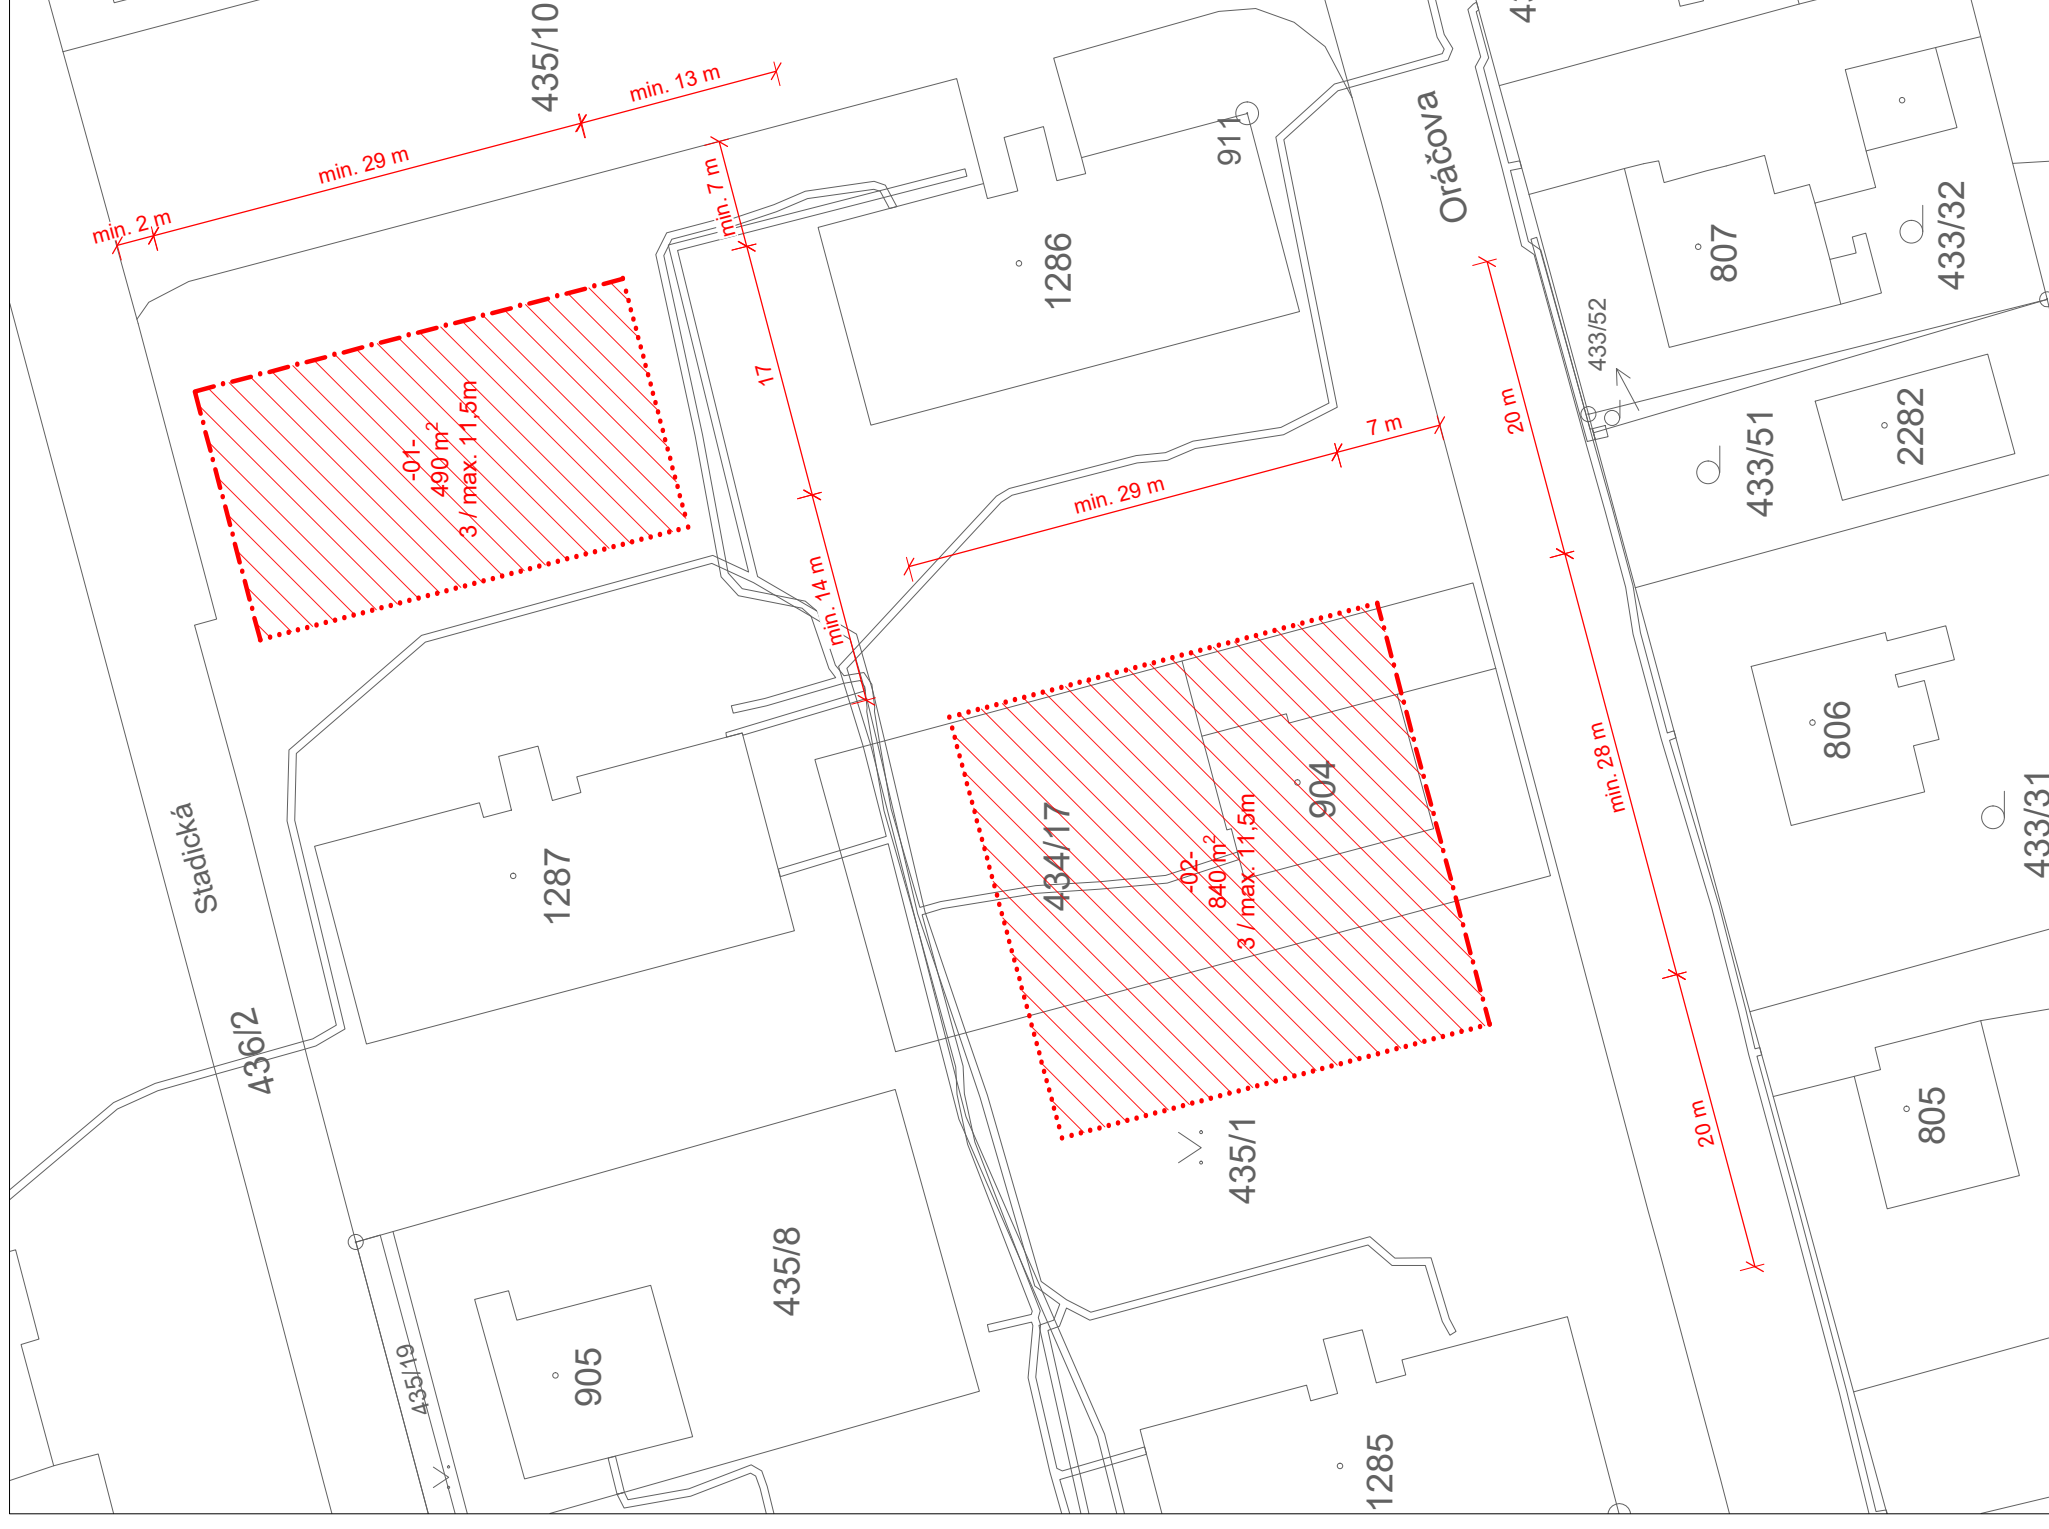 435/10
43
min. 13 m
min. 29 m
min. 2 m
min. 7 m
911
Oráčova
1286
807
433/32
433/52
17
-01-
490 m²
3 / max. 11,5m
7 m
20 m
433/51
2282
min. 29 m
min. 14 m
806
min. 28 m
433/31
Stadická
1287
904
434/17
-02-
840 m²
3 / max. 11,5m
436/2
805
20 m
435/1
435/8
905
435/19
1285